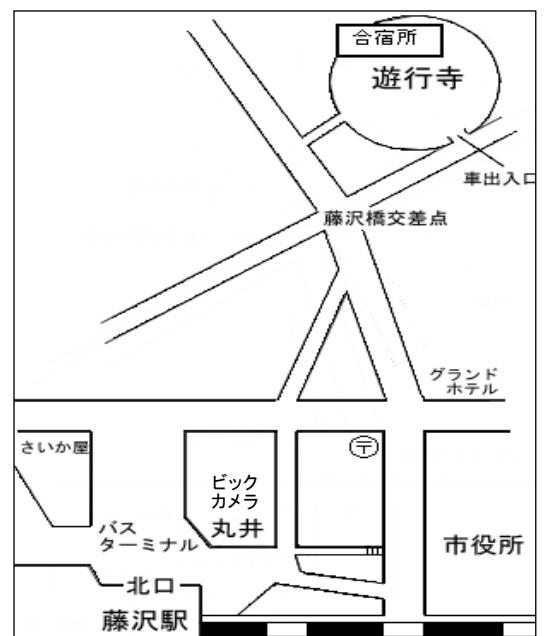 合宿所
遊行寺
車出入口
藤沢橋交差点
グランド
ホテル
さいか屋
〒
ビック
カメラ
丸井
バス
ターミナル
市役所
北口
藤沢駅